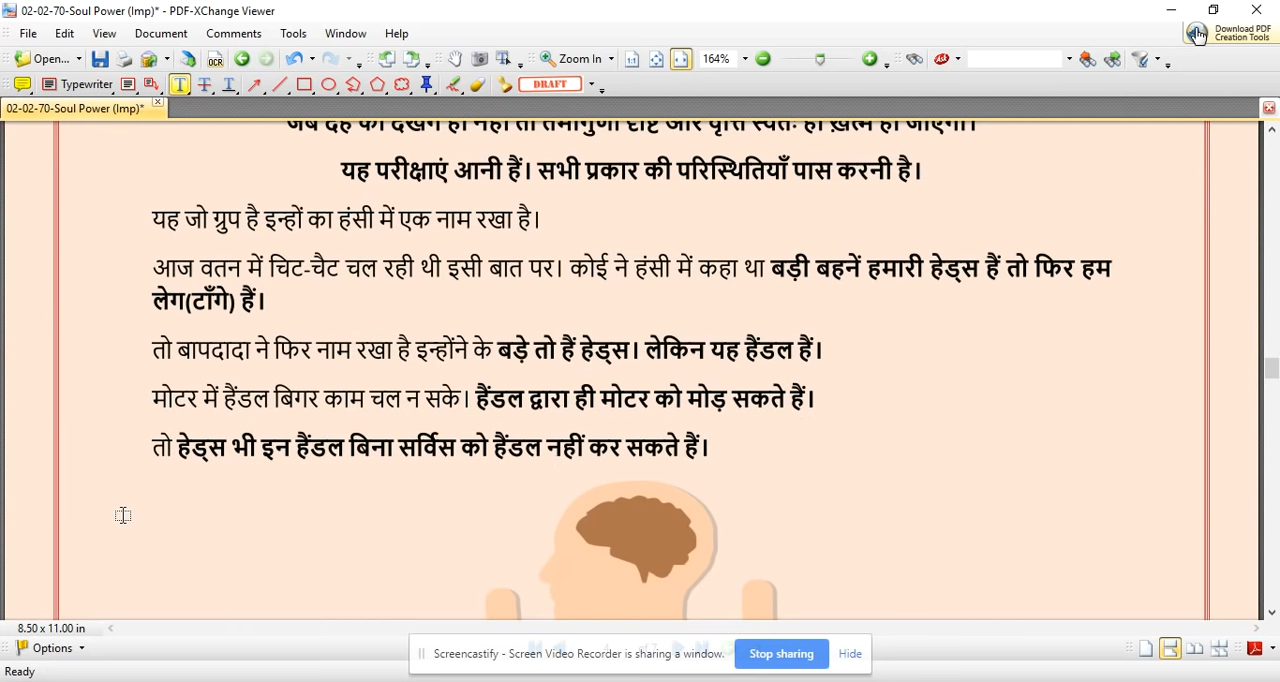 02-02-70-Soul Power (Imp)* - PDF-XChange Viewer
File Edit View Document Comments Tools Window Help
Download PDF
Creation Tools
Open... OCR Zoom In 164%
Typewriter DRAFT
02-02-70-Soul Power (Imp)*
यह परीक्षाएं आनी हैं। सभी प्रकार की परिस्थितियाँ पास करनी है।
यह जो ग्रुप है इन्हों का हंसी में एक नाम रखा है।
आज वतन में चिट-चैट चल रही थी इसी बात पर। कोई ने हंसी में कहा था बड़ी बहनें हमारी हेड्स हैं तो फिर हम
लेग(टाँगे) हैं।
तो बापदादा ने फिर नाम रखा है इन्होंने के बड़े तो हैं हेड्स। लेकिन यह हैंडल हैं।
मोटर में हैंडल बिगर काम चल न सके। हैंडल द्वारा ही मोटर को मोड़ सकते हैं।
तो हेड्स भी इन हैंडल बिना सर्विस को हैंडल नहीं कर सकते हैं।
8.50 x 11.00 in
Options
Screencastify - Screen Video Recorder is sharing a window. Stop sharing Hide
Ready